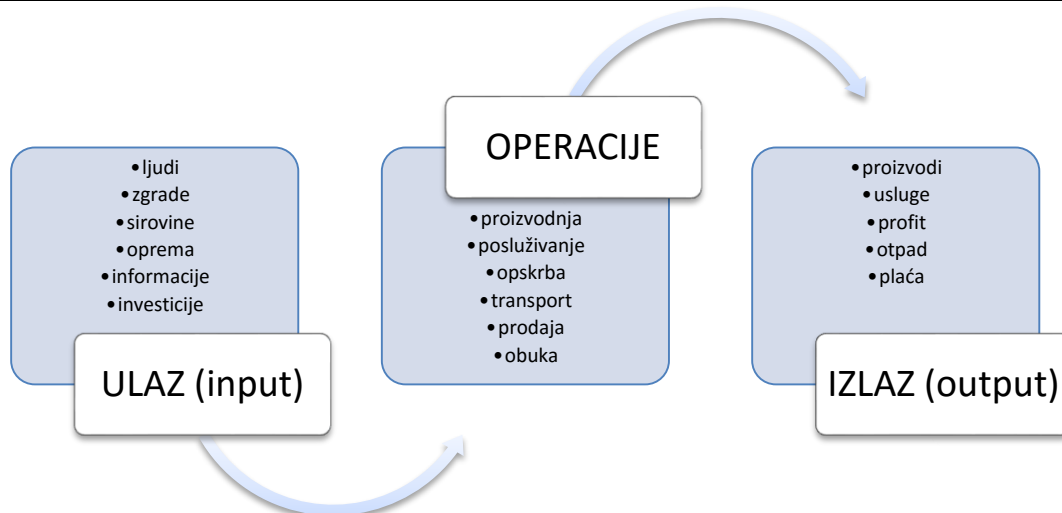 •ljudi
•zgrade
•sirovine
•oprema
•informacije
•investicije
ULAZ (input)
OPERACIJE
•proizvodnja
•posluživanje
•opskrba
•transport
•prodaja
•obuka
•proizvodi
•usluge
•profit
•otpad
•plaća
IZLAZ (output)